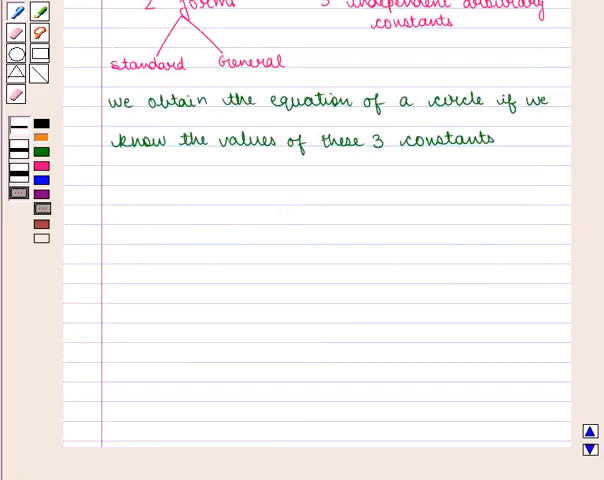 2 forms 3 independent arbitrary
constants
standard General
we obtain the equation of a circle if we
know the values of these 3 constants